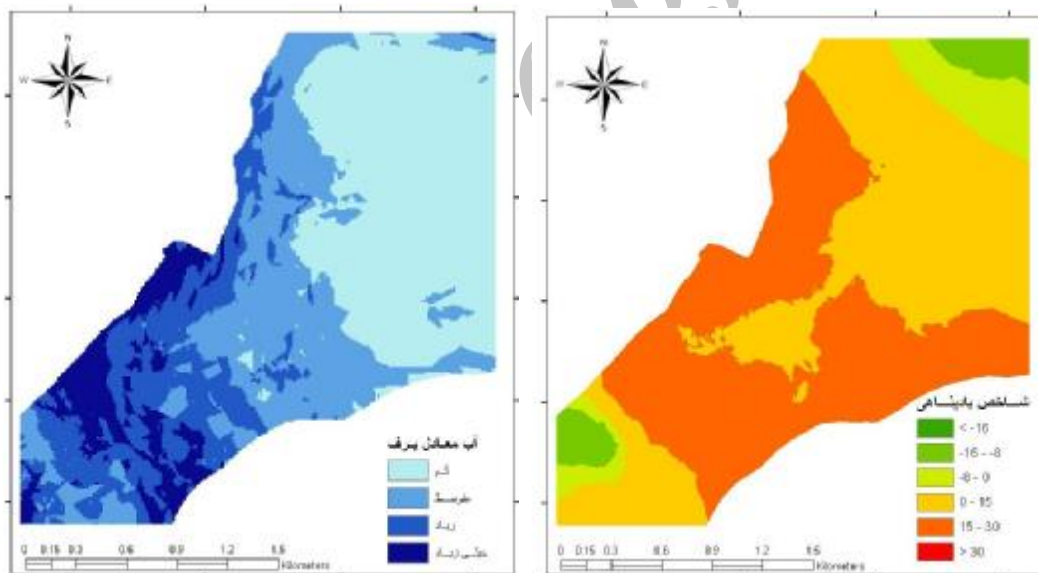 N
W E
S
آب معادل برف
کم
متوسط
زیاد
خیلی زیاد
0 0.15 0.3 0.6 0.9 1.2 1.5
Kilometers
N
W E
S
شاخص بادپناهی
< -16
-16 - -8
-8 - 0
0 - 15
15 - 30
> 30
0 0.15 0.3 0.6 0.9 1.2 1.5
Kilometers